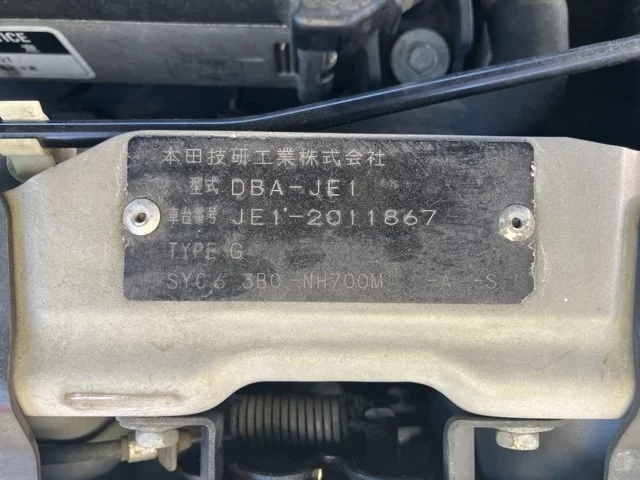 本田技研工業株式会社
型式 DBA-JE1
車台番号 JE1-2011867
TYPE G
SYC6 3B0 NH700M -A -S